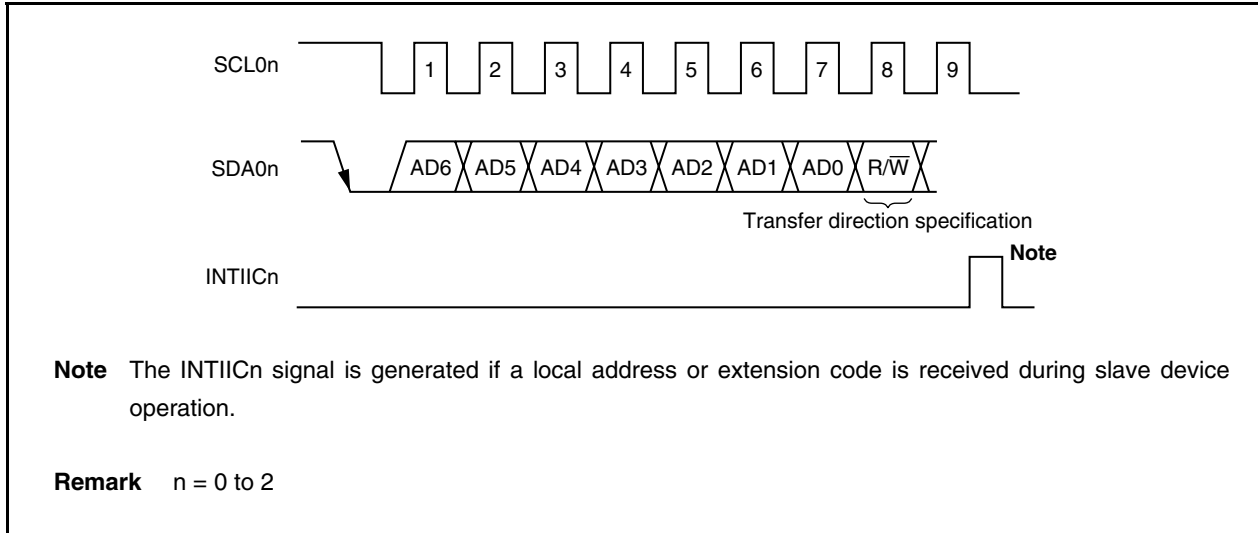 SCL0n 1 2 3 4 5 6 7 8 9
SDA0n AD6 AD5 AD4 AD3 AD2 AD1 AD0 R/W̅
Transfer direction specification
Note
INTIICn
Note The INTIICn signal is generated if a local address or extension code is received during slave device
operation.
Remark n = 0 to 2